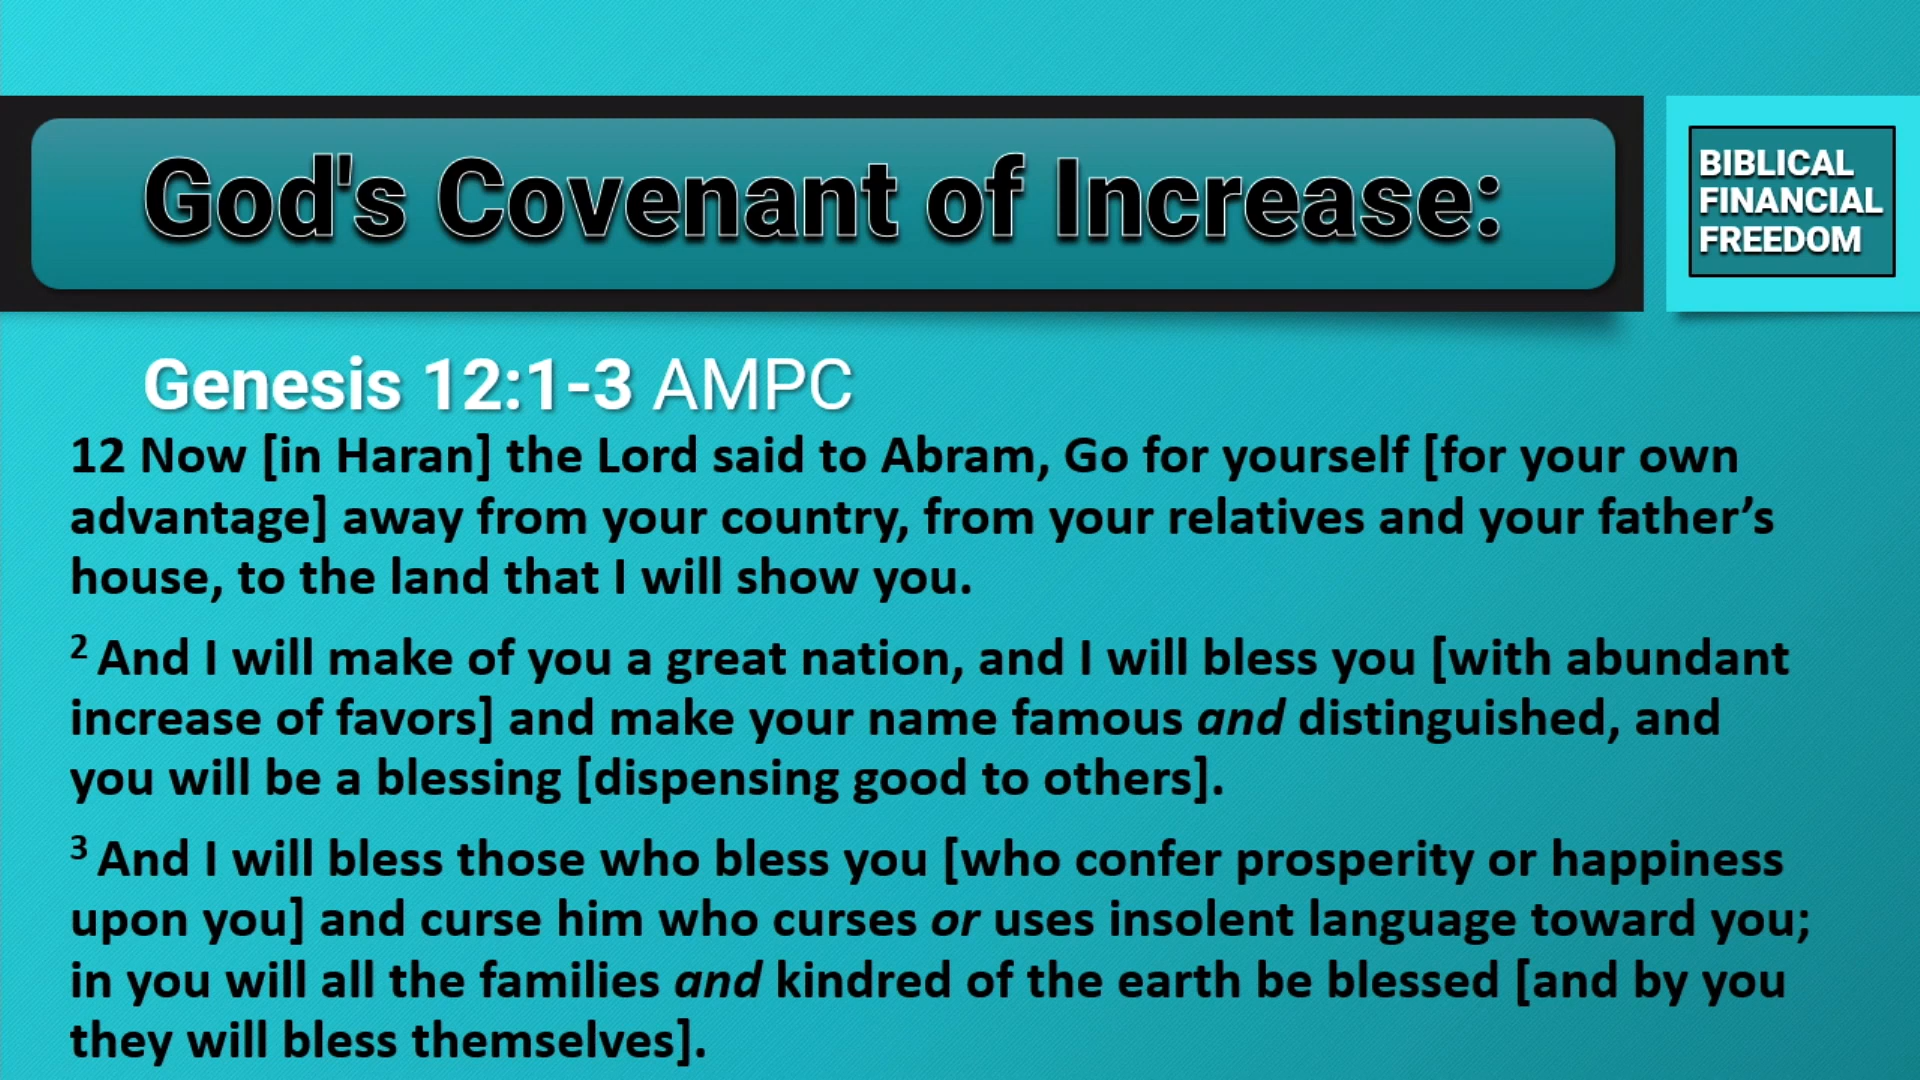 God's Covenant of Increase:
BIBLICAL
FINANCIAL
FREEDOM
Genesis 12:1-3 AMPC
12 Now [in Haran] the Lord said to Abram, Go for yourself [for your own
advantage] away from your country, from your relatives and your father’s
house, to the land that I will show you.
2 And I will make of you a great nation, and I will bless you [with abundant
increase of favors] and make your name famous and distinguished, and
you will be a blessing [dispensing good to others].
3 And I will bless those who bless you [who confer prosperity or happiness
upon you] and curse him who curses or uses insolent language toward you;
in you will all the families and kindred of the earth be blessed [and by you
they will bless themselves].